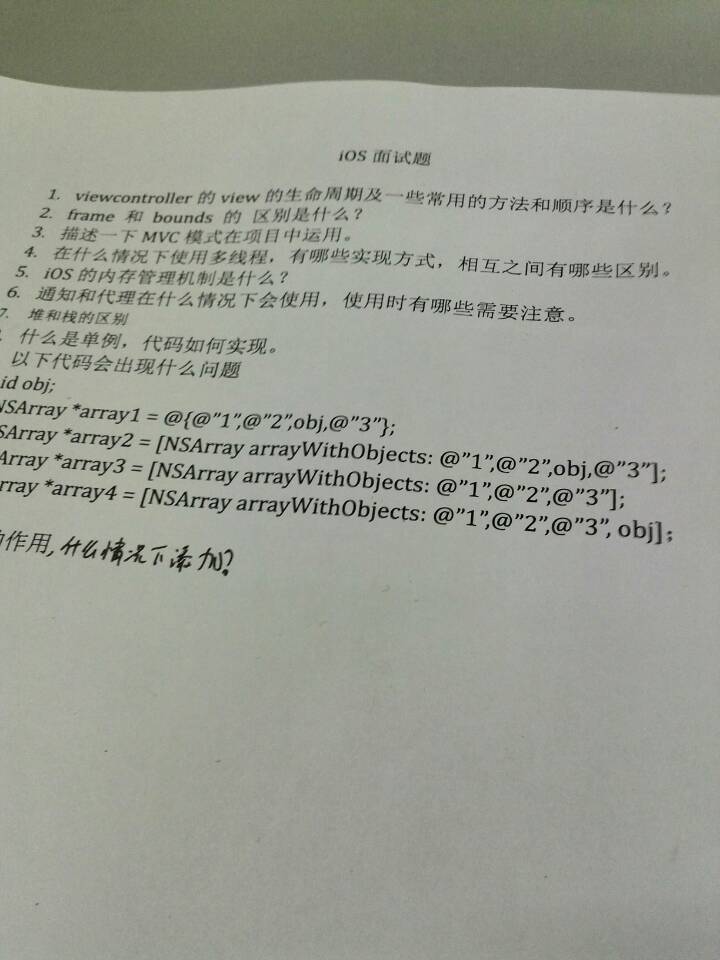 iOS 面试题
1. viewcontroller 的 view 的生命周期及一些常用的方法和顺序是什么？
2. frame 和 bounds 的 区别是什么？
3. 描述一下 MVC 模式在项目中运用。
4. 在什么情况下使用多线程，有哪些实现方式，相互之间有哪些区别。
5. iOS 的内存管理机制是什么？
6. 通知和代理在什么情况下会使用，使用时有哪些需要注意。
7. 堆和栈的区别
什么是单例，代码如何实现。
以下代码会出现什么问题
id obj;
NSArray *array1 = @{@”1”,@”2”,obj,@”3”};
SArray *array2 = [NSArray arrayWithObjects: @”1”,@”2”,obj,@”3”];
Array *array3 = [NSArray arrayWithObjects: @”1”,@”2”,@”3”];
rray *array4 = [NSArray arrayWithObjects: @”1”,@”2”,@”3”, obj];
作用, 什么情况下添加?